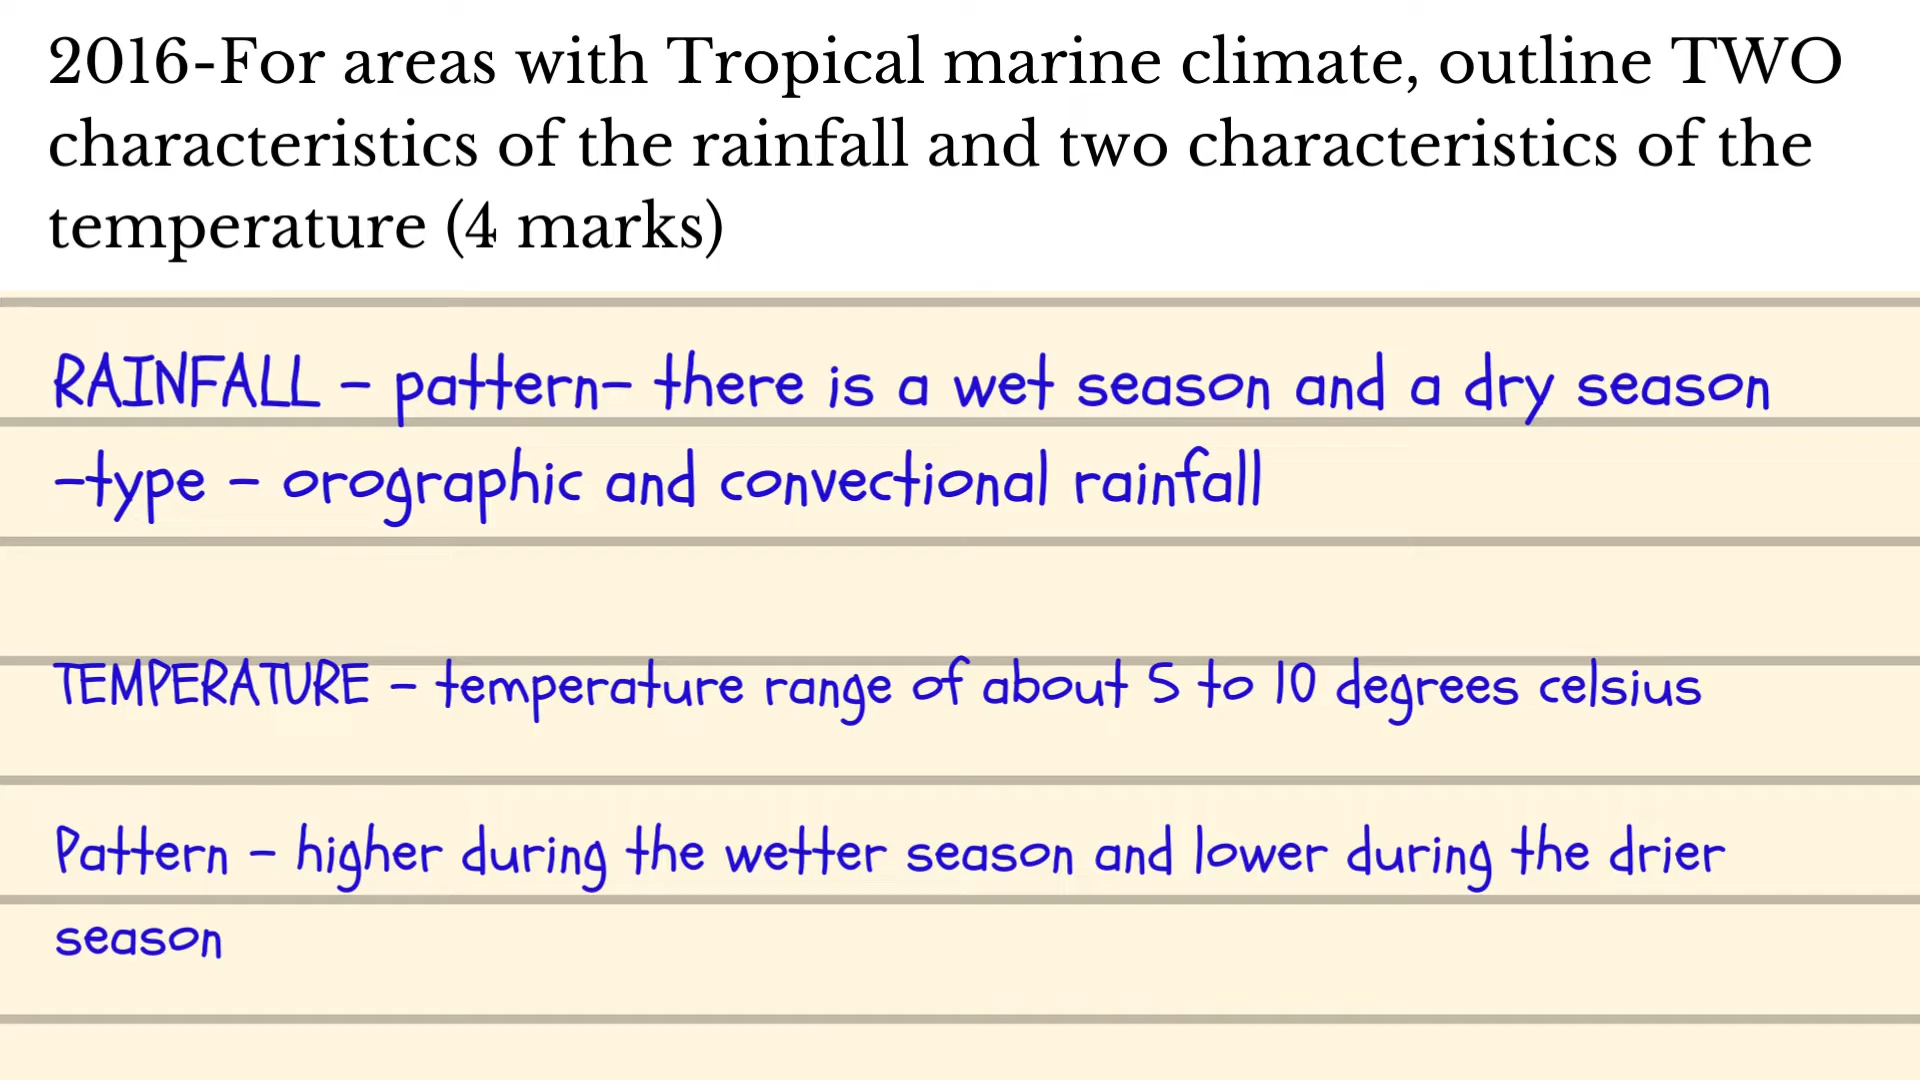 2016-For areas with Tropical marine climate, outline TWO
characteristics of the rainfall and two characteristics of the
temperature (4 marks)
RAINFALL - pattern- there is a wet season and a dry season
-type - orographic and convectional rainfall
TEMPERATURE - temperature range of about 5 to 10 degrees celsius
Pattern - higher during the wetter season and lower during the drier
season